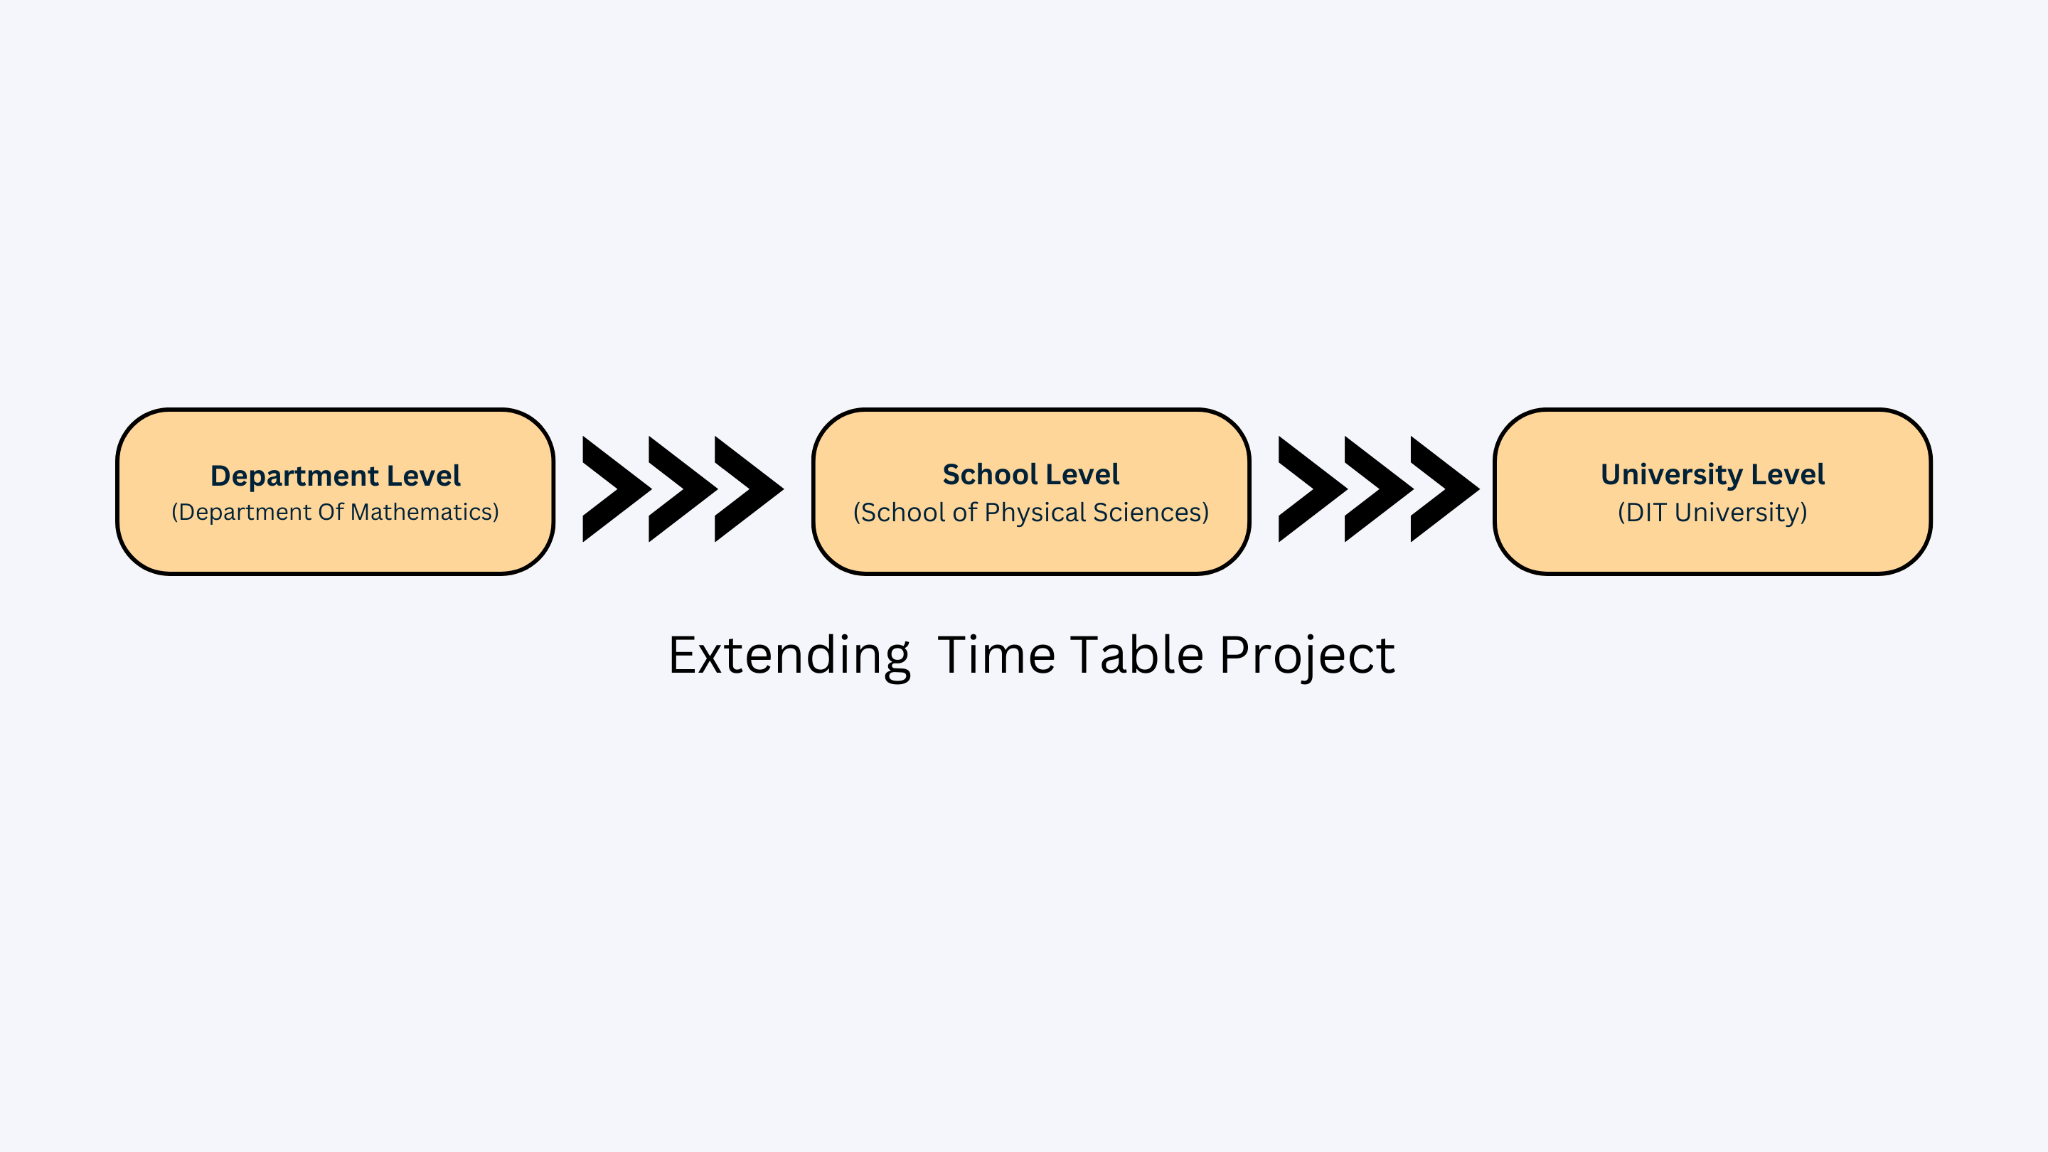 Department Level
(Department Of Mathematics)
School Level
(School of Physical Sciences)
University Level
(DIT University)
Extending  Time Table Project